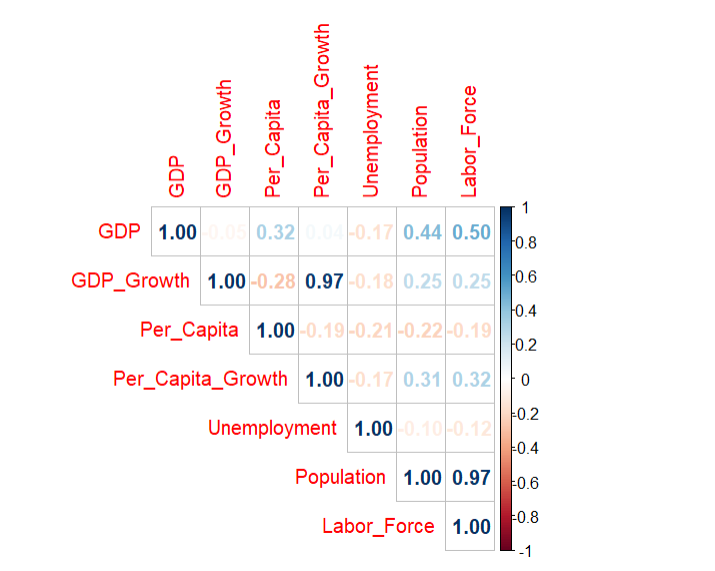 GDP
GDP_Growth
Per_Capita
Per_Capita_Growth
Unemployment
Population
Labor_Force
GDP 1.00 -0.05 0.32 0.04 -0.17 0.44 0.50
GDP_Growth 1.00 -0.28 0.97 -0.18 0.25 0.25
Per_Capita 1.00 -0.19 -0.21 -0.22 -0.19
Per_Capita_Growth 1.00 -0.17 0.31 0.32
Unemployment 1.00 -0.10 -0.12
Population 1.00 0.97
Labor_Force 1.00
1
0.8
0.6
0.4
0.2
0
-0.2
-0.4
-0.6
-0.8
-1